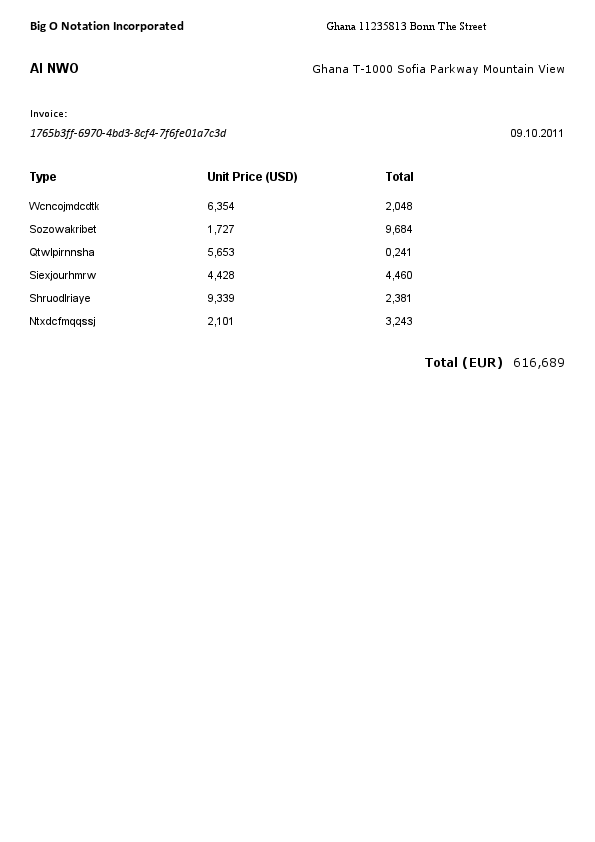 Big O Notation Incorporated Ghana 11235813 Bonn The Street
AI NWO Ghana T-1000 Sofia Parkway Mountain View
Invoice:
1765b3ff-6970-4bd3-8cf4-7f6fe01a7c3d 09.10.2011
Type Unit Price (USD) Total
Wcncojmdcdtk 6,354 2,048
Sozowakribet 1,727 9,684
Qtwlpirnnsha 5,653 0,241
Siexjourhmrw 4,428 4,460
Shruodlriaye 9,339 2,381
Ntxdcfmqqssj 2,101 3,243
Total (EUR) 616,689